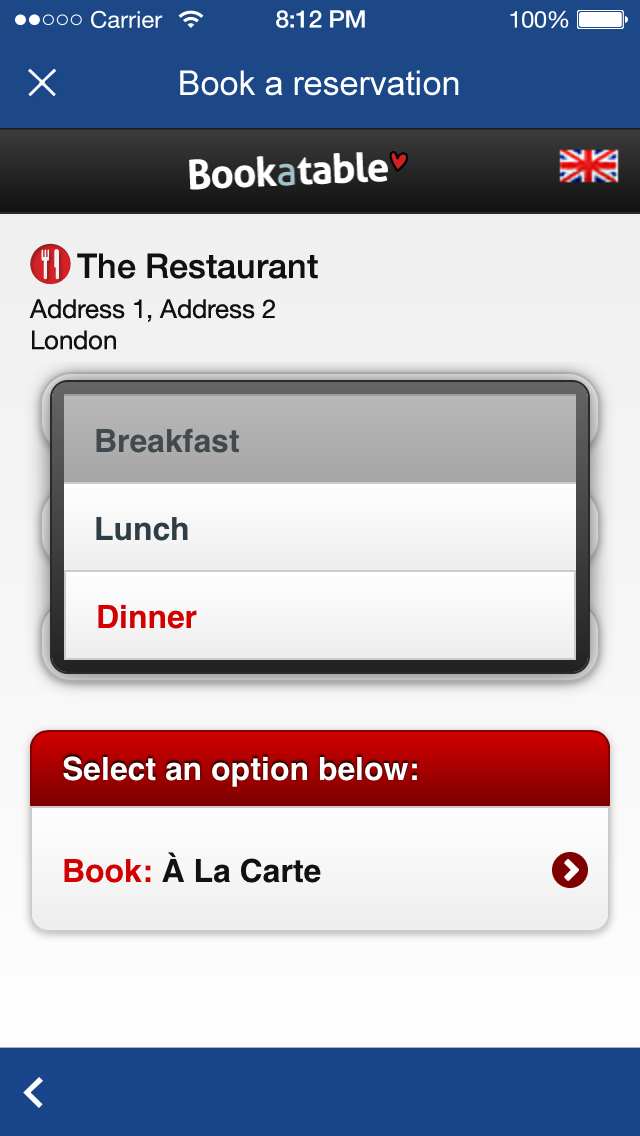 Carrier 8:12 PM 100%
Book a reservation
Bookatable
The Restaurant
Address 1, Address 2
London
Breakfast
Lunch
Dinner
Select an option below:
Book: À La Carte